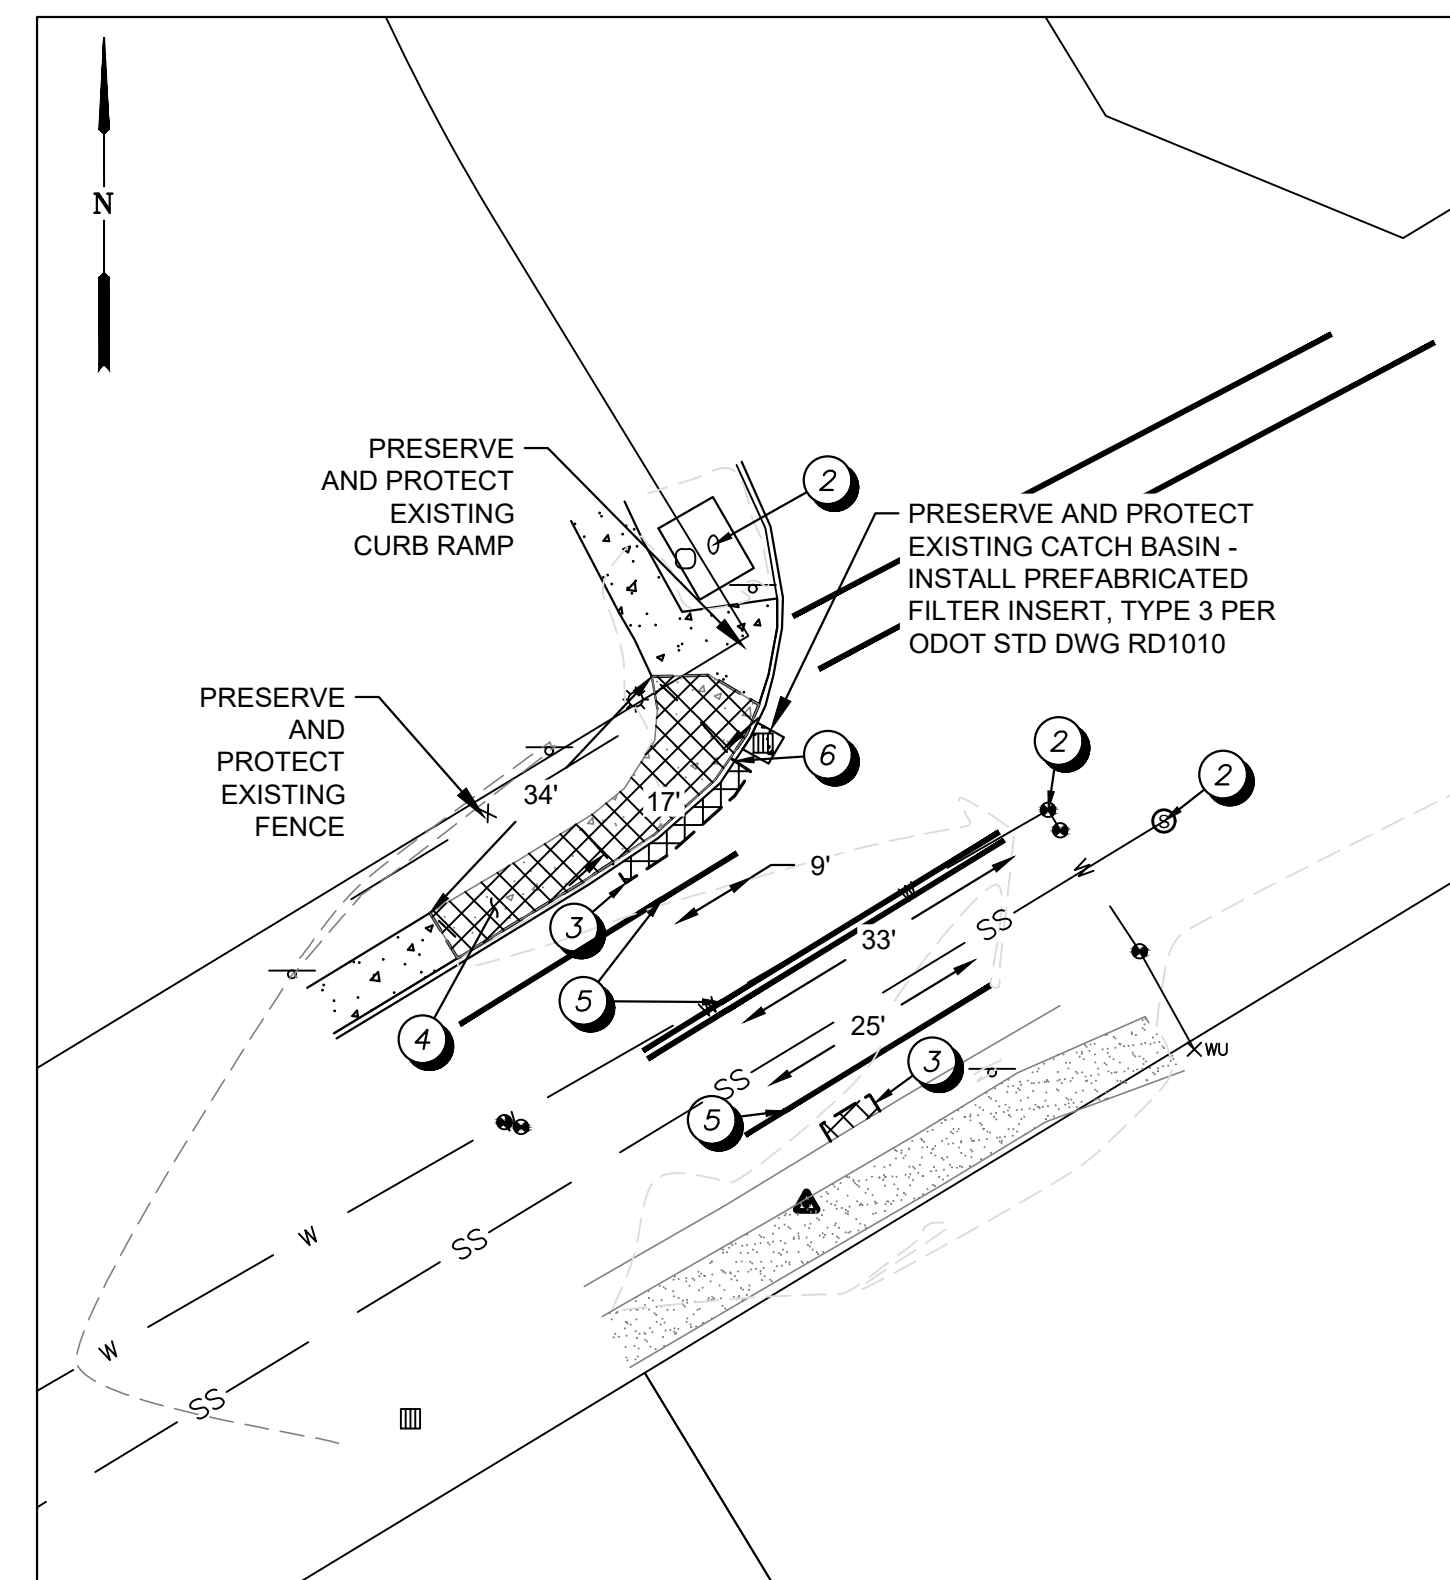 N
PRESERVE
AND PROTECT
EXISTING
CURB RAMP
2
PRESERVE AND PROTECT
EXISTING CATCH BASIN -
INSTALL PREFABRICATED
FILTER INSERT, TYPE 3 PER
ODOT STD DWG RD1010
PRESERVE
AND
PROTECT
EXISTING
FENCE
34'
17'
6
2
2
S
9'
W
3
33'
SS
W
5
W
4
25'
3
SS
5
WU
W
SS
W
SS